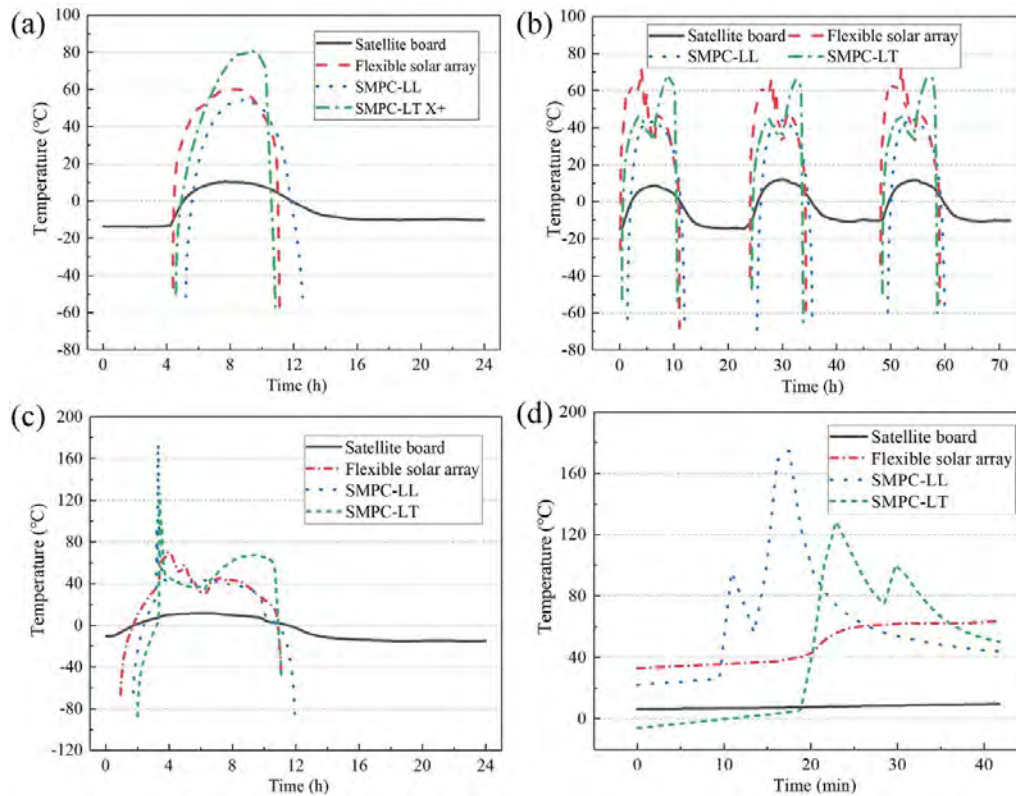 (a)
100
80
60
40
20
0
-20
-40
-60
-80
Temperature (℃)
Satellite board
Flexible solar array
SMPC-LL
SMPC-LT X+
0 4 8 12 16 20 24
Time (h)
(b)
100
80
60
40
20
0
-20
-40
-60
-80
Temperature (℃)
Satellite board Flexible solar array
SMPC-LL SMPC-LT
0 10 20 30 40 50 60 70
Time (h)
(c)
200
160
120
80
40
0
-40
-80
-120
Temperature (℃)
Satellite board
Flexible solar array
SMPC-LL
SMPC-LT
0 4 8 12 16 20 24
Time (h)
(d)
200
160
120
80
40
0
Temperature (℃)
Satellite board
Flexible solar array
SMPC-LL
SMPC-LT
0 10 20 30 40
Time (min)